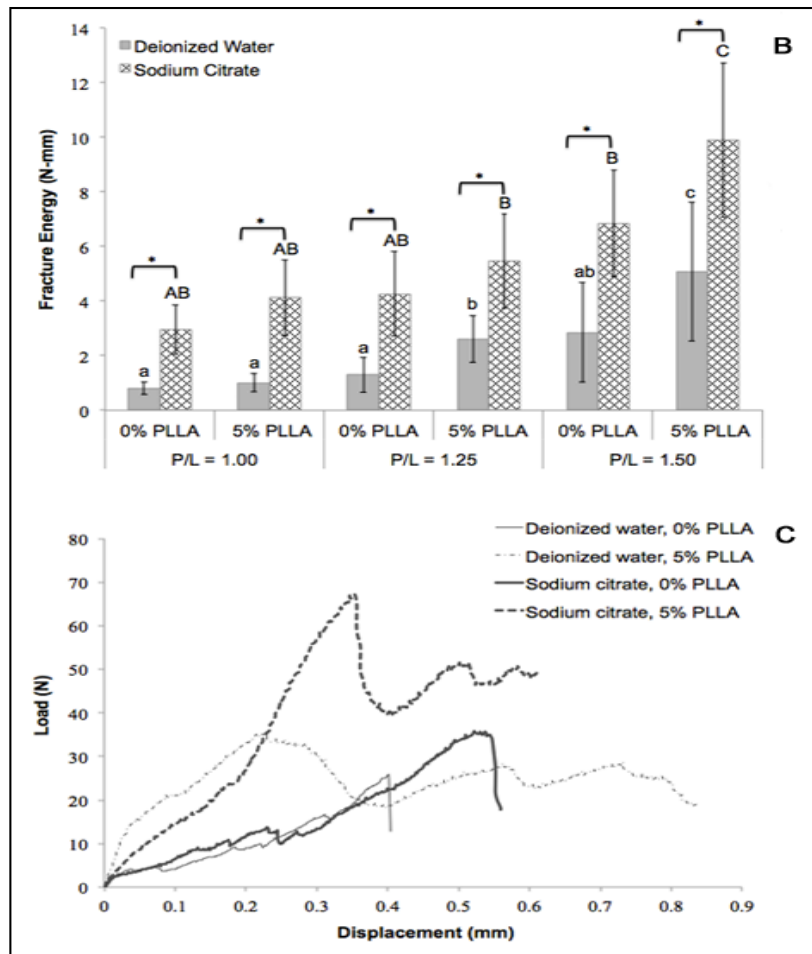 B
Deionized Water
Sodium Citrate
Fracture Energy (N-mm)
14
12
10
8
6
4
2
0
* a AB
* a AB
* a AB
* b B
* ab B
* c C
0% PLLA 5% PLLA 0% PLLA 5% PLLA 0% PLLA 5% PLLA
P/L = 1.00 P/L = 1.25 P/L = 1.50
C
Deionized water, 0% PLLA
Deionized water, 5% PLLA
Sodium citrate, 0% PLLA
Sodium citrate, 5% PLLA
Load (N)
80
70
60
50
40
30
20
10
0
0 0.1 0.2 0.3 0.4 0.5 0.6 0.7 0.8 0.9
Displacement (mm)